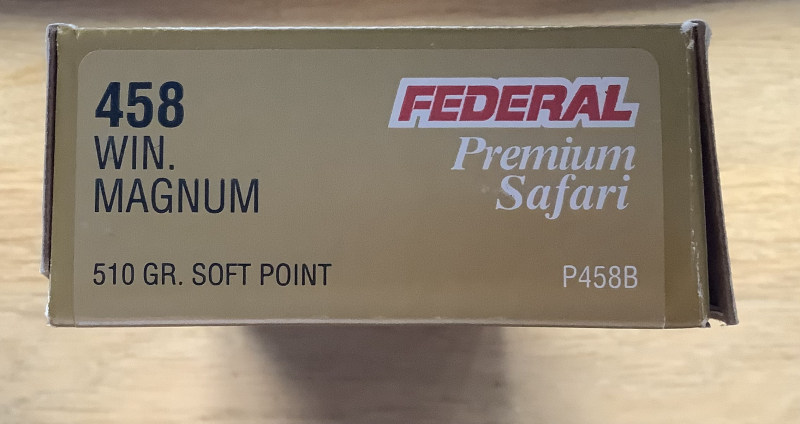 458
WIN.
MAGNUM
510 GR. SOFT POINT
FEDERAL
Premium
Safari
P458B